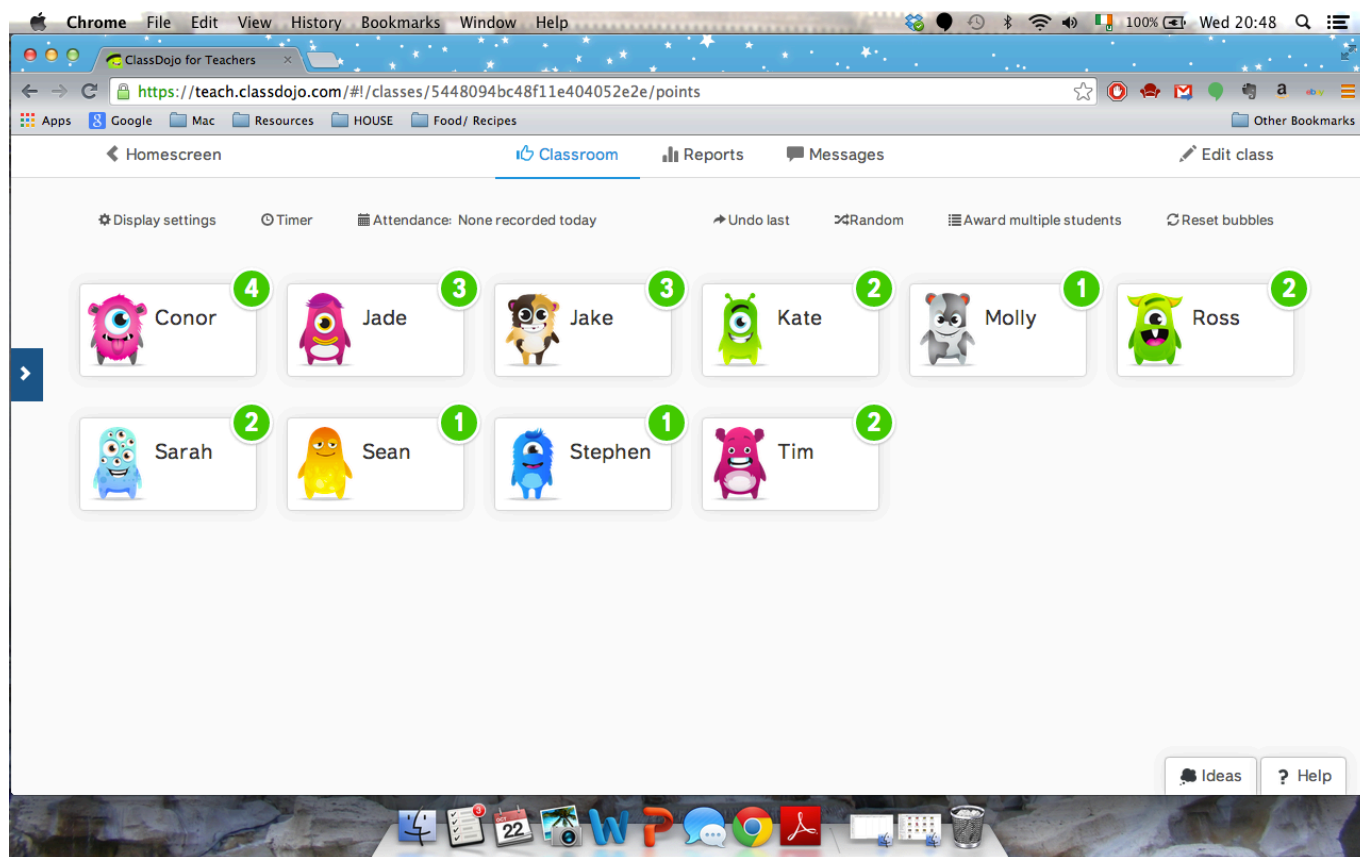 Chrome File Edit View History Bookmarks Window Help 100% Wed 20:48
ClassDojo for Teachers
https://teach.classdojo.com/#!/classes/5448094bc48f11e404052e2e/points
Apps Google Mac Resources HOUSE Food/ Recipes Other Bookmarks
Homescreen Classroom Reports Messages Edit class
Display settings Timer Attendance: None recorded today Undo last Random Award multiple students Reset bubbles
4 3 3 2 1 2
Conor Jade Jake Kate Molly Ross
2 1 1 2
Sarah Sean Stephen Tim
Ideas ? Help
3
22